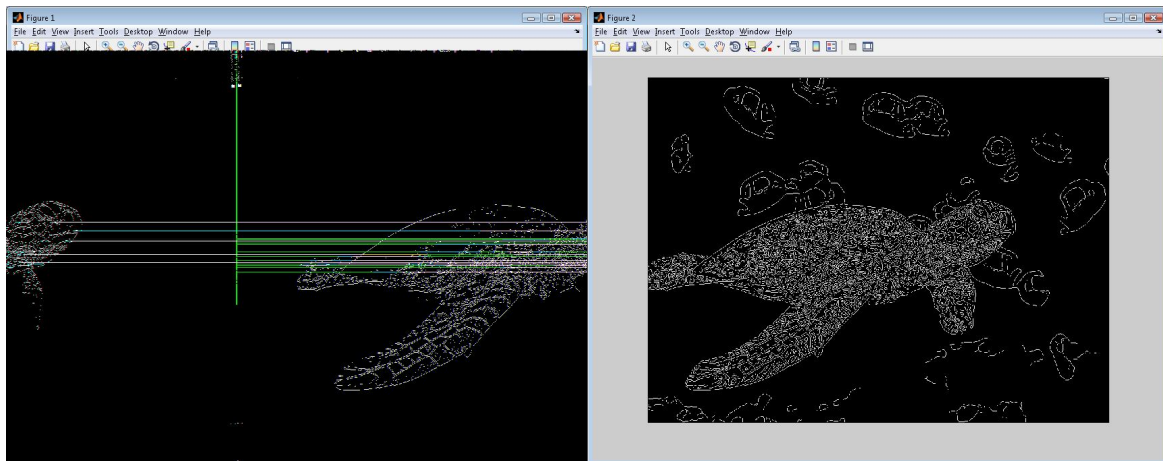 Figure 1
File Edit View Insert Tools Desktop Window Help
Figure 2
File Edit View Insert Tools Desktop Window Help